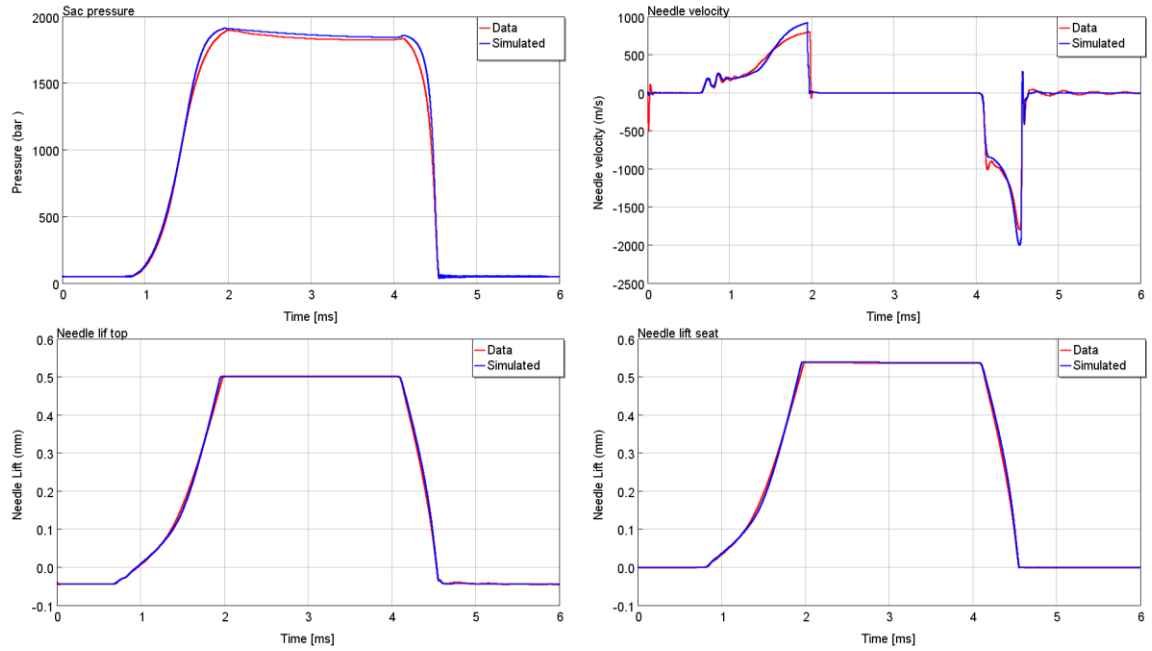 Sac pressure
2000
1500
1000
500
0
Pressure (bar )
0 1 2 3 4 5 6
Time [ms]
Data
Simulated
Needle velocity
1000
500
0
-500
-1000
-1500
-2000
-2500
Needle velocity (m/s)
0 1 2 3 4 5 6
Time [ms]
Data
Simulated
Needle lif top
0.6
0.5
0.4
0.3
0.2
0.1
0.0
-0.1
Needle Lift (mm)
0 1 2 3 4 5 6
Time [ms]
Data
Simulated
Needle lift seat
0.6
0.5
0.4
0.3
0.2
0.1
0.0
-0.1
Needle Lift (mm)
0 1 2 3 4 5 6
Time [ms]
Data
Simulated